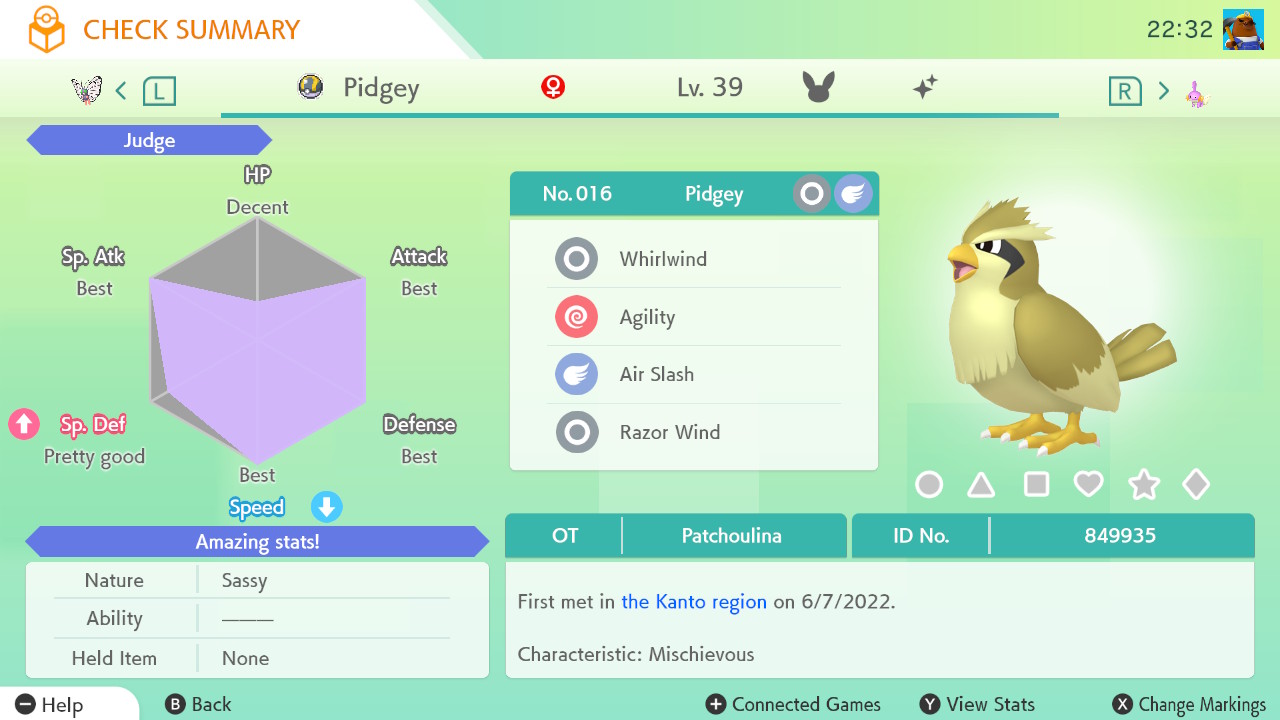 CHECK SUMMARY
22:32
L
Pidgey
Lv. 39
R
Judge
HP
Decent
Sp. Atk
Best
Attack
Best
Sp. Def
Pretty good
Defense
Best
Best
Speed
Amazing stats!
Nature Sassy
Ability ———
Held Item None
No. 016 Pidgey
Whirlwind
Agility
Air Slash
Razor Wind
OT Patchoulina
ID No. 849935
First met in the Kanto region on 6/7/2022.
Characteristic: Mischievous
Help
B Back
Connected Games
Y View Stats
X Change Markings